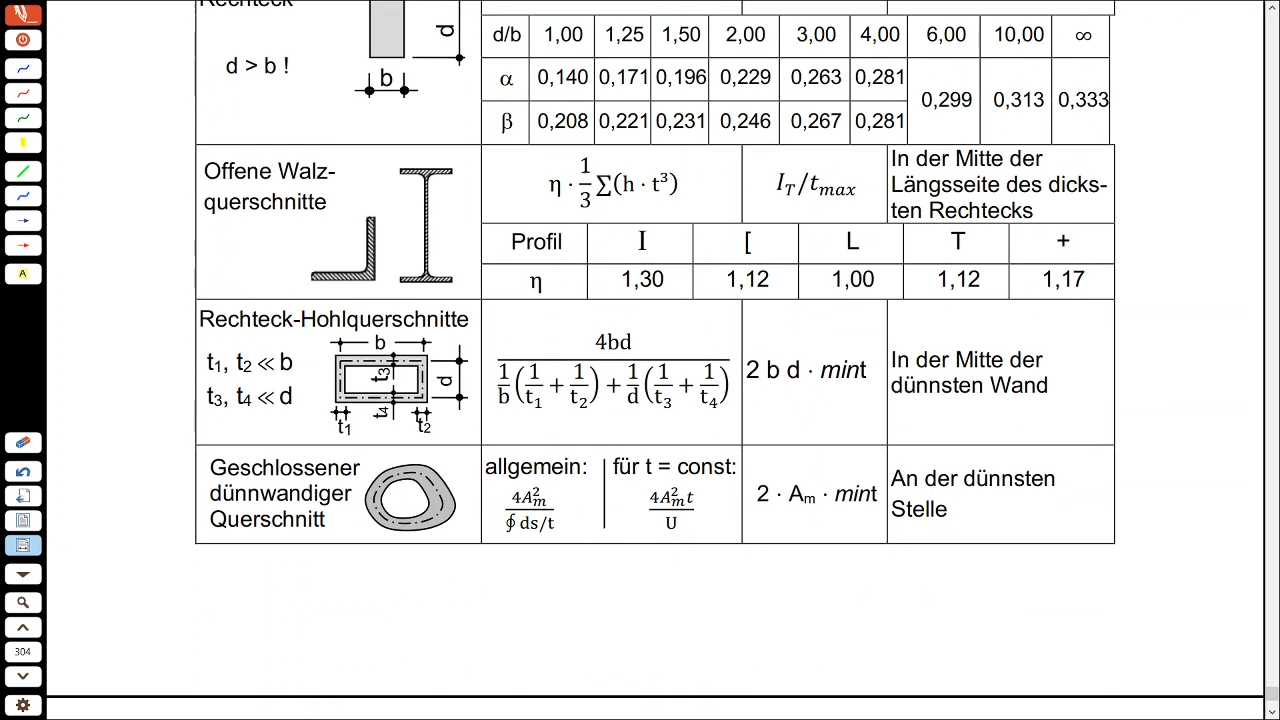 Rechteck
d > b !
d
b
d/b 1,00 1,25 1,50 2,00 3,00 4,00 6,00 10,00 ∞
α 0,140 0,171 0,196 0,229 0,263 0,281 0,299 0,313 0,333
β 0,208 0,221 0,231 0,246 0,267 0,281
Offene Walz-
querschnitte
η · 1/3 ∑(h · t³)
I_T/t_max
In der Mitte der
Längsseite des dicks-
ten Rechtecks
Profil I [ L T +
η 1,30 1,12 1,00 1,12 1,17
Rechteck-Hohlquerschnitte
t₁, t₂ ≪ b
t₃, t₄ ≪ d
b
t₃
d
t₄
t₁ t₂
4bd
1/b (1/t₁ + 1/t₂) + 1/d (1/t₃ + 1/t₄)
2 b d · mint
In der Mitte der
dünnsten Wand
Geschlossener
dünnwandiger
Querschnitt
allgemein: für t = const:
4A²ₘ 4A²ₘ t
∮ ds/t U
2 · Aₘ · mint
An der dünnsten
Stelle
A
304